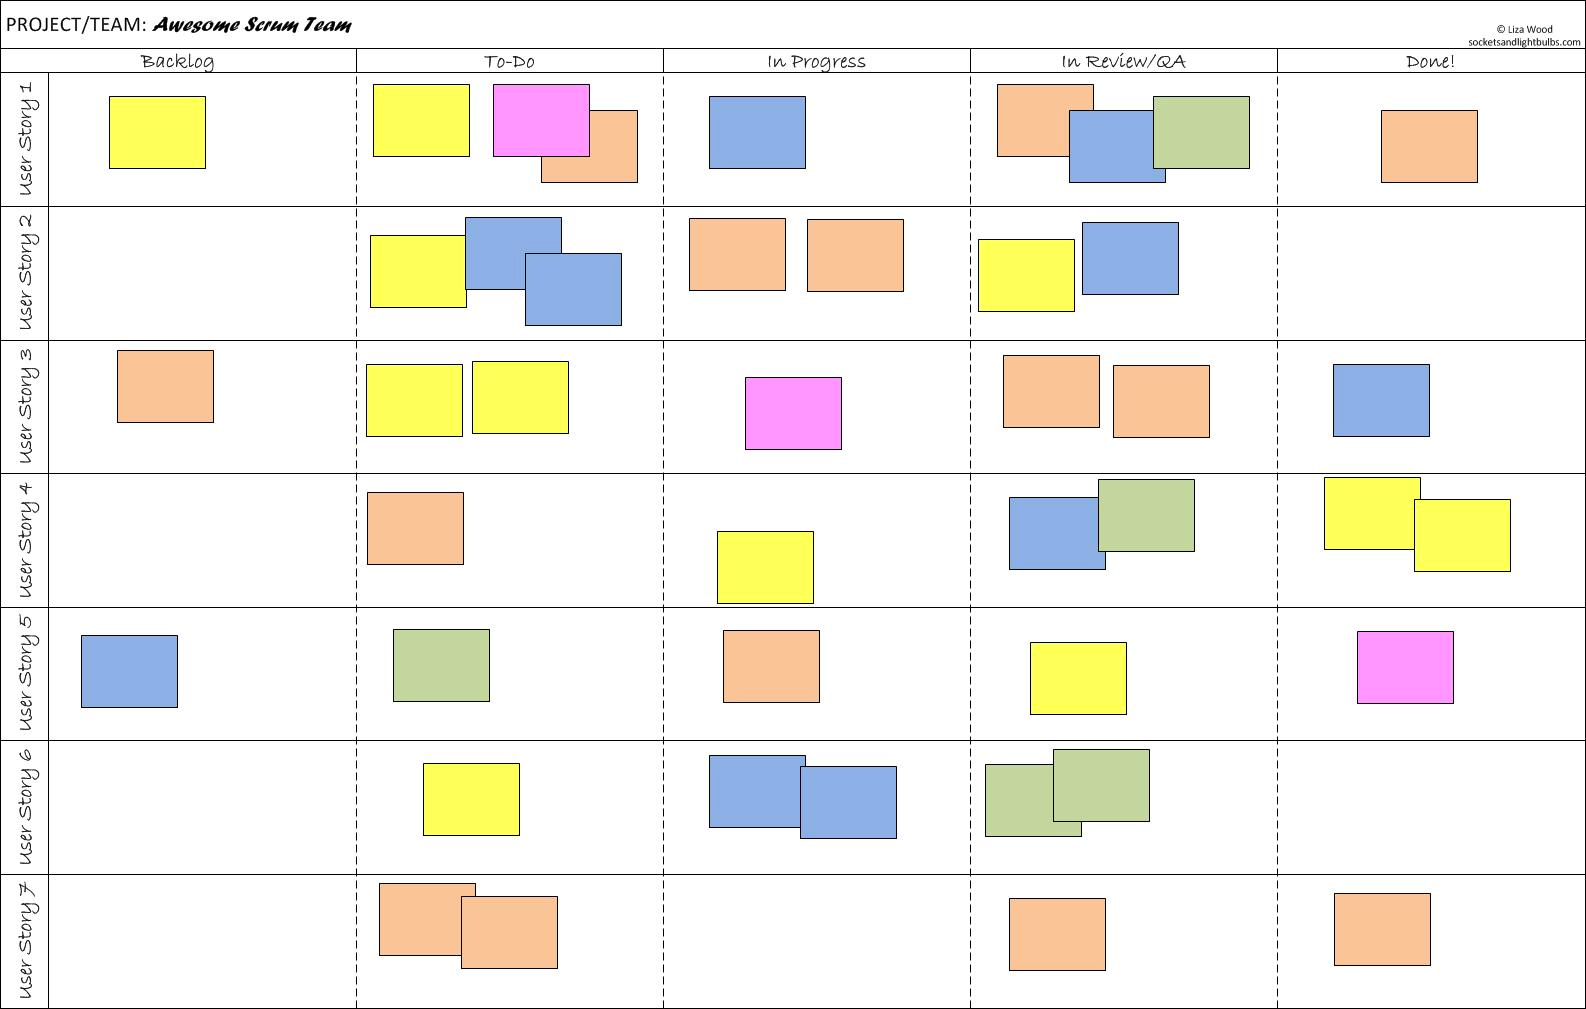 PROJECT/TEAM: Awesome Scrum Team
© Liza Wood
socketsandlightbulbs.com
Backlog
To-Do
In Progress
In Review/QA
Done!
User Story 1
User Story 2
User Story 3
User Story 4
User Story 5
User Story 6
User Story 7